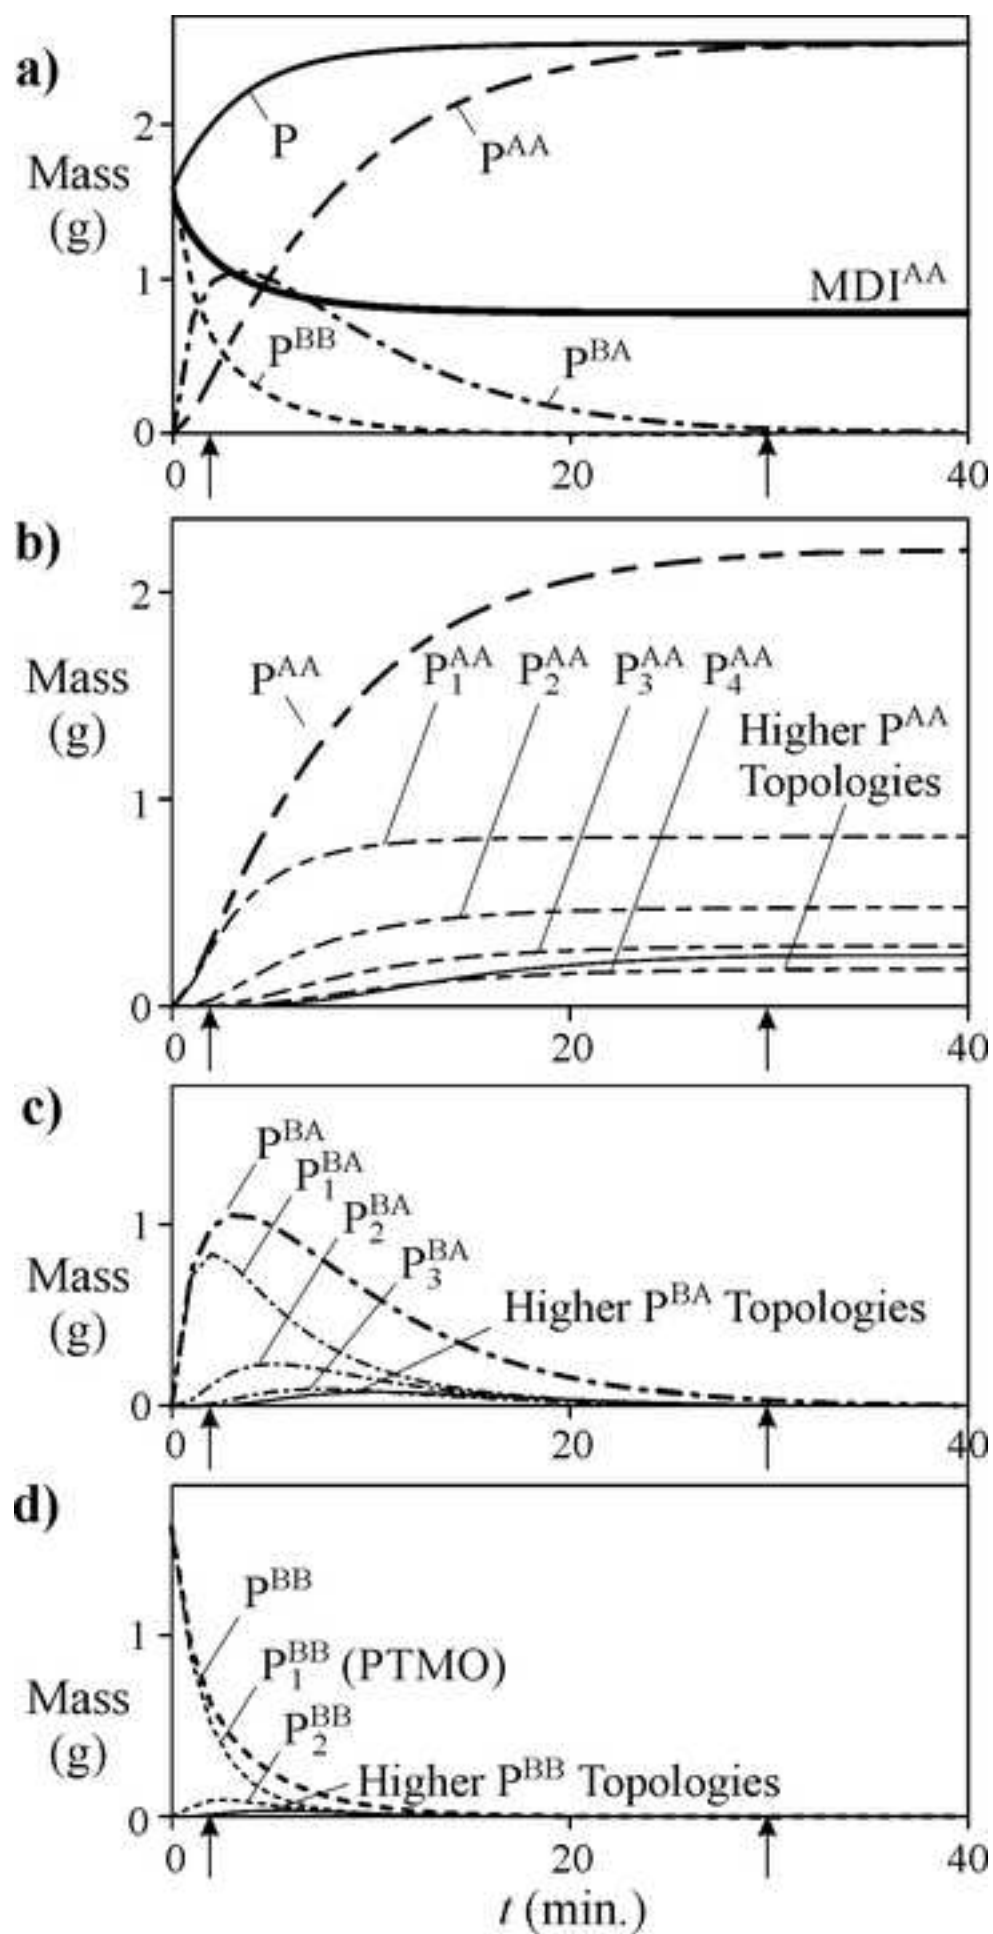 a)
2
P
P^AA
Mass
(g)
1
MDI^AA
P^BB
P^BA
0
0 20 40
b)
2
P^AA
P_1^AA P_2^AA P_3^AA P_4^AA
Mass
(g)
Higher P^AA
Topologies
1
0
0 20 40
c)
P^BA
P_1^BA
1
P_2^BA
P_3^BA
Mass
(g)
Higher P^BA Topologies
0
0 20 40
d)
P^BB
1
P_1^BB (PTMO)
Mass
(g)
P_2^BB
Higher P^BB Topologies
0
0 20 40
t (min.)